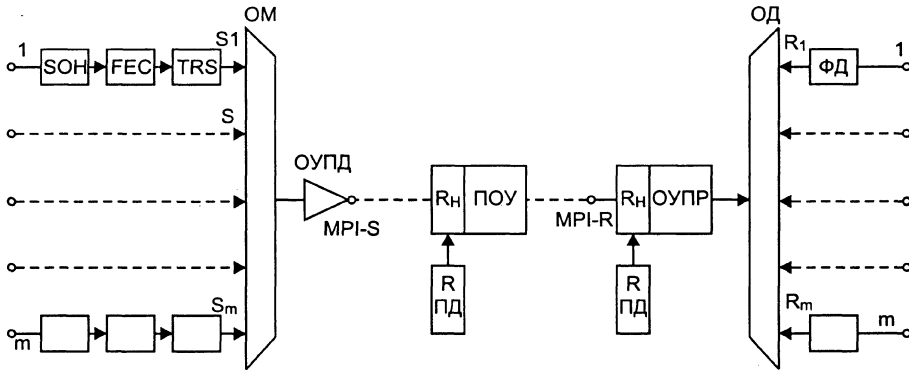 ОМ
ОД
1
SOH
FEC
TRS
S1
R1
ФД
1
S
ОУПД
MPI-S
RН
ПОУ
MPI-R
RН
ОУПР
R
ПД
R
ПД
m
Sm
Rm
m